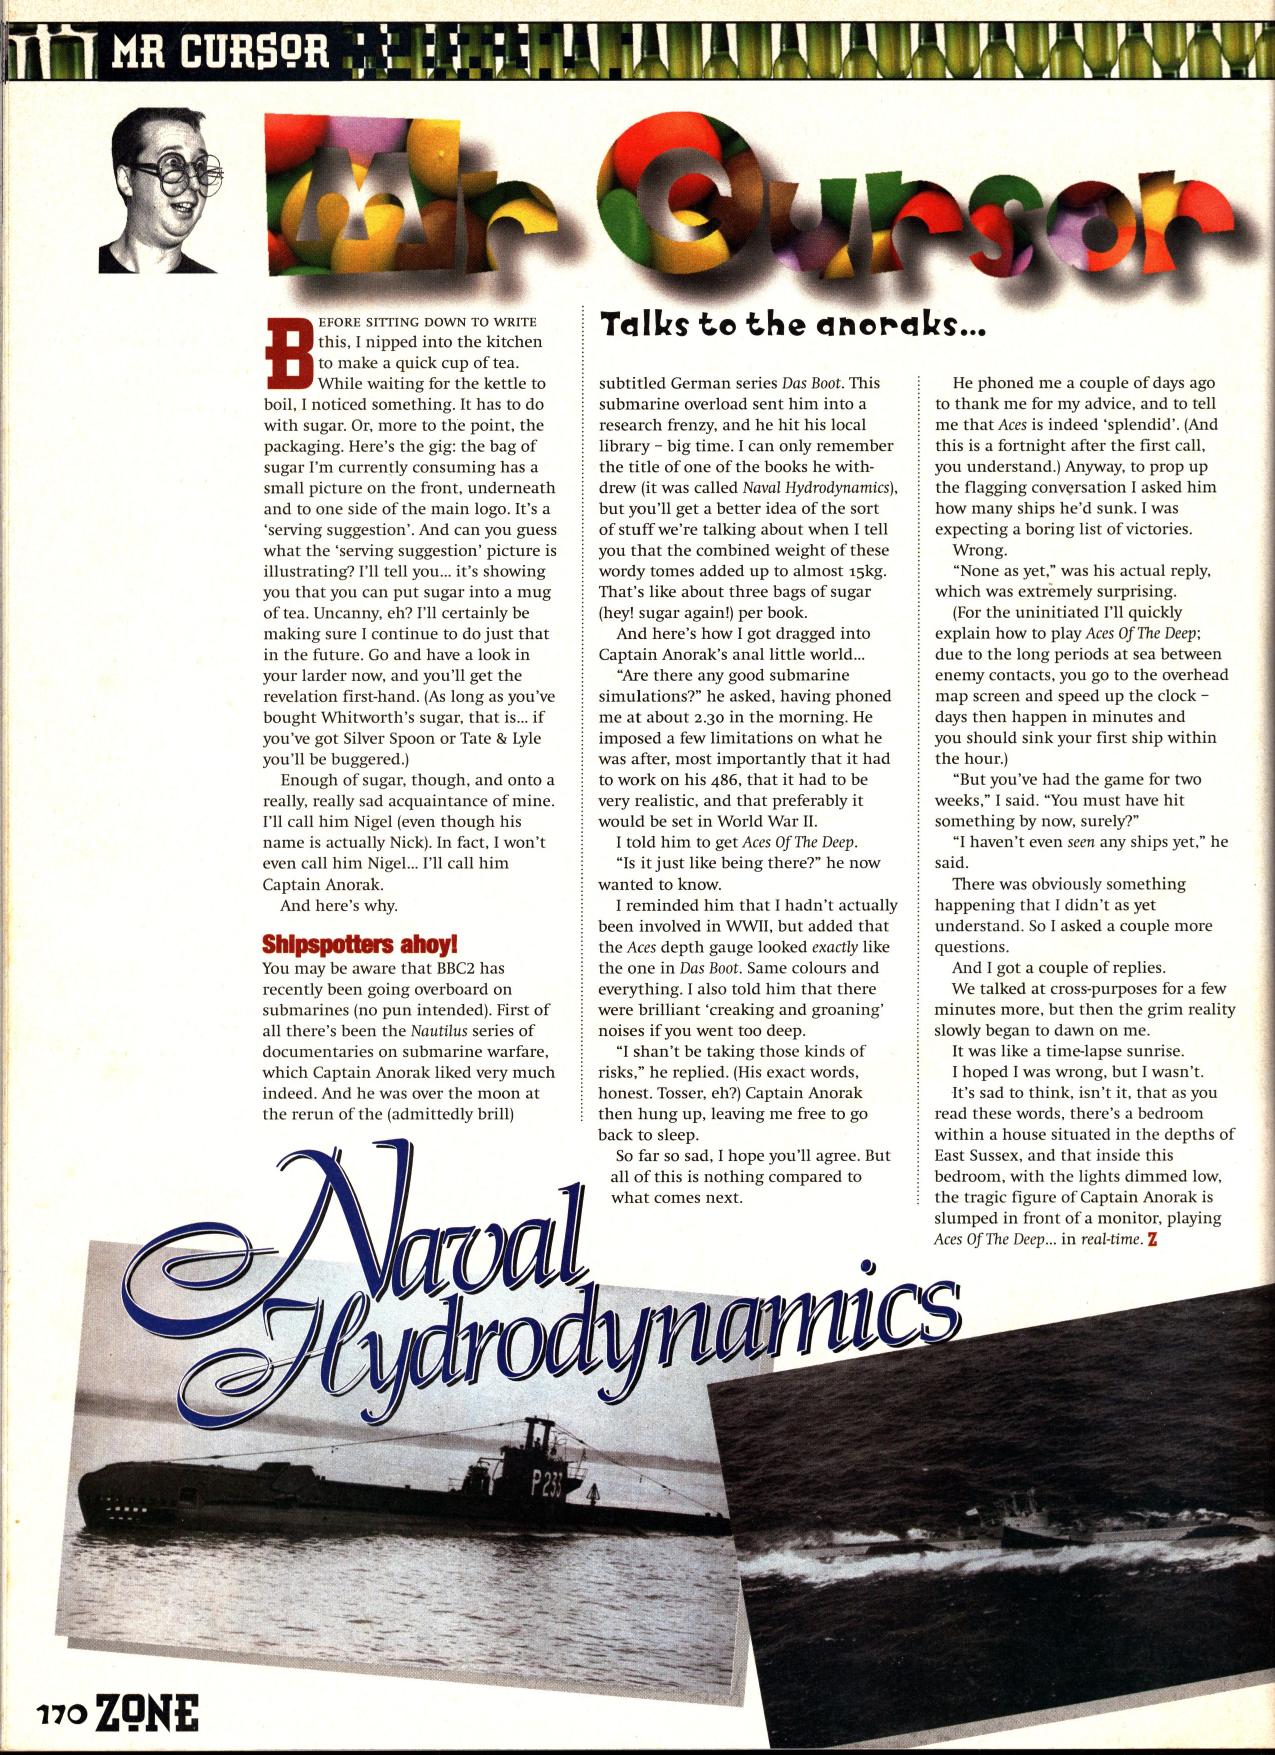 MR CURSOR
Mr Cursor
Talks to the anoraks...
BEFORE SITTING DOWN TO WRITE
this, I nipped into the kitchen
to make a quick cup of tea.
While waiting for the kettle to
boil, I noticed something. It has to do
with sugar. Or, more to the point, the
packaging. Here's the gig: the bag of
sugar I'm currently consuming has a
small picture on the front, underneath
and to one side of the main logo. It's a
‘serving suggestion’. And can you guess
what the ‘serving suggestion’ picture is
illustrating? I'll tell you... it's showing
you that you can put sugar into a mug
of tea. Uncanny, eh? I'll certainly be
making sure I continue to do just that
in the future. Go and have a look in
your larder now, and you'll get the
revelation first-hand. (As long as you've
bought Whitworth's sugar, that is... if
you've got Silver Spoon or Tate & Lyle
you'll be buggered.)
Enough of sugar, though, and onto a
really, really sad acquaintance of mine.
I'll call him Nigel (even though his
name is actually Nick). In fact, I won't
even call him Nigel... I'll call him
Captain Anorak.
And here's why.
Shipspotters ahoy!
You may be aware that BBC2 has
recently been going overboard on
submarines (no pun intended). First of
all there's been the Nautilus series of
documentaries on submarine warfare,
which Captain Anorak liked very much
indeed. And he was over the moon at
the rerun of the (admittedly brill)
subtitled German series Das Boot. This
submarine overload sent him into a
research frenzy, and he hit his local
library – big time. I can only remember
the title of one of the books he with-
drew (it was called Naval Hydrodynamics),
but you'll get a better idea of the sort
of stuff we're talking about when I tell
you that the combined weight of these
wordy tomes added up to almost 15kg.
That's like about three bags of sugar
(hey! sugar again!) per book.
And here's how I got dragged into
Captain Anorak's anal little world...
“Are there any good submarine
simulations?” he asked, having phoned
me at about 2.30 in the morning. He
imposed a few limitations on what he
was after, most importantly that it had
to work on his 486, that it had to be
very realistic, and that preferably it
would be set in World War II.
I told him to get Aces Of The Deep.
“Is it just like being there?” he now
wanted to know.
I reminded him that I hadn't actually
been involved in WWII, but added that
the Aces depth gauge looked exactly like
the one in Das Boot. Same colours and
everything. I also told him that there
were brilliant ‘creaking and groaning’
noises if you went too deep.
“I shan't be taking those kinds of
risks,” he replied. (His exact words,
honest. Tosser, eh?) Captain Anorak
then hung up, leaving me free to go
back to sleep.
So far so sad, I hope you'll agree. But
all of this is nothing compared to
what comes next.
He phoned me a couple of days ago
to thank me for my advice, and to tell
me that Aces is indeed ‘splendid’. (And
this is a fortnight after the first call,
you understand.) Anyway, to prop up
the flagging conversation I asked him
how many ships he'd sunk. I was
expecting a boring list of victories.
Wrong.
“None as yet,” was his actual reply,
which was extremely surprising.
(For the uninitiated I'll quickly
explain how to play Aces Of The Deep;
due to the long periods at sea between
enemy contacts, you go to the overhead
map screen and speed up the clock –
days then happen in minutes and
you should sink your first ship within
the hour.)
“But you've had the game for two
weeks,” I said. “You must have hit
something by now, surely?”
“I haven't even seen any ships yet,” he
said.
There was obviously something
happening that I didn't as yet
understand. So I asked a couple more
questions.
And I got a couple of replies.
We talked at cross-purposes for a few
minutes more, but then the grim reality
slowly began to dawn on me.
It was like a time-lapse sunrise.
I hoped I was wrong, but I wasn't.
It's sad to think, isn't it, that as you
read these words, there's a bedroom
within a house situated in the depths of
East Sussex, and that inside this
bedroom, with the lights dimmed low,
the tragic figure of Captain Anorak is
slumped in front of a monitor, playing
Aces Of The Deep... in real-time. Z
Naval
Hydrodynamics
P233
170 ZONE